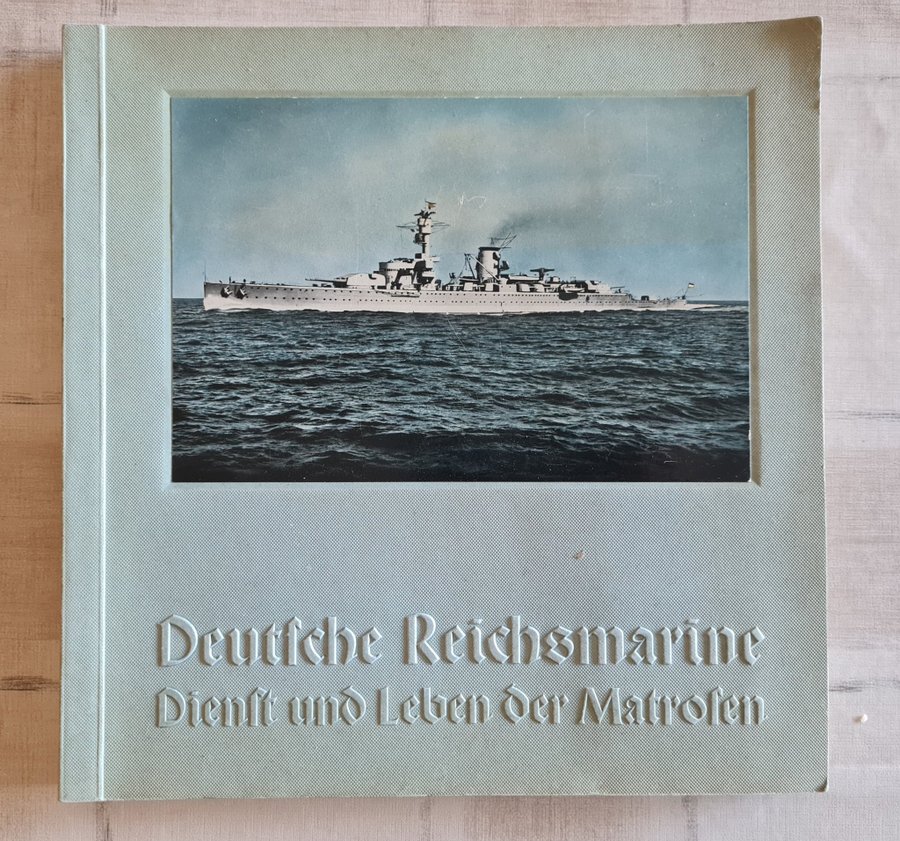 Deutſche Reichsmarine
Dienſt und Leben der Matroſen